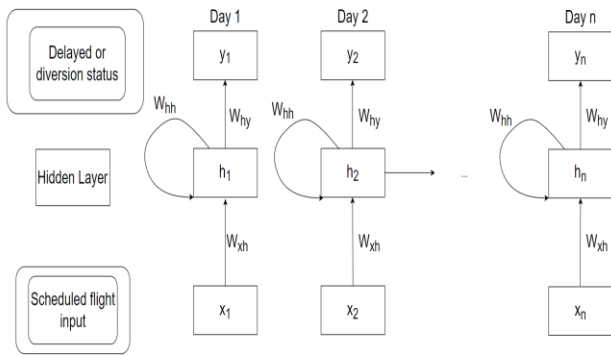 Day 1
Day 2
Day n
Delayed or
diversion status
y1
y2
yn
Whh
Why
Whh
Why
Whh
Why
Hidden Layer
h1
h2
...
hn
Wxh
Wxh
Wxh
Scheduled flight
input
x1
x2
xn